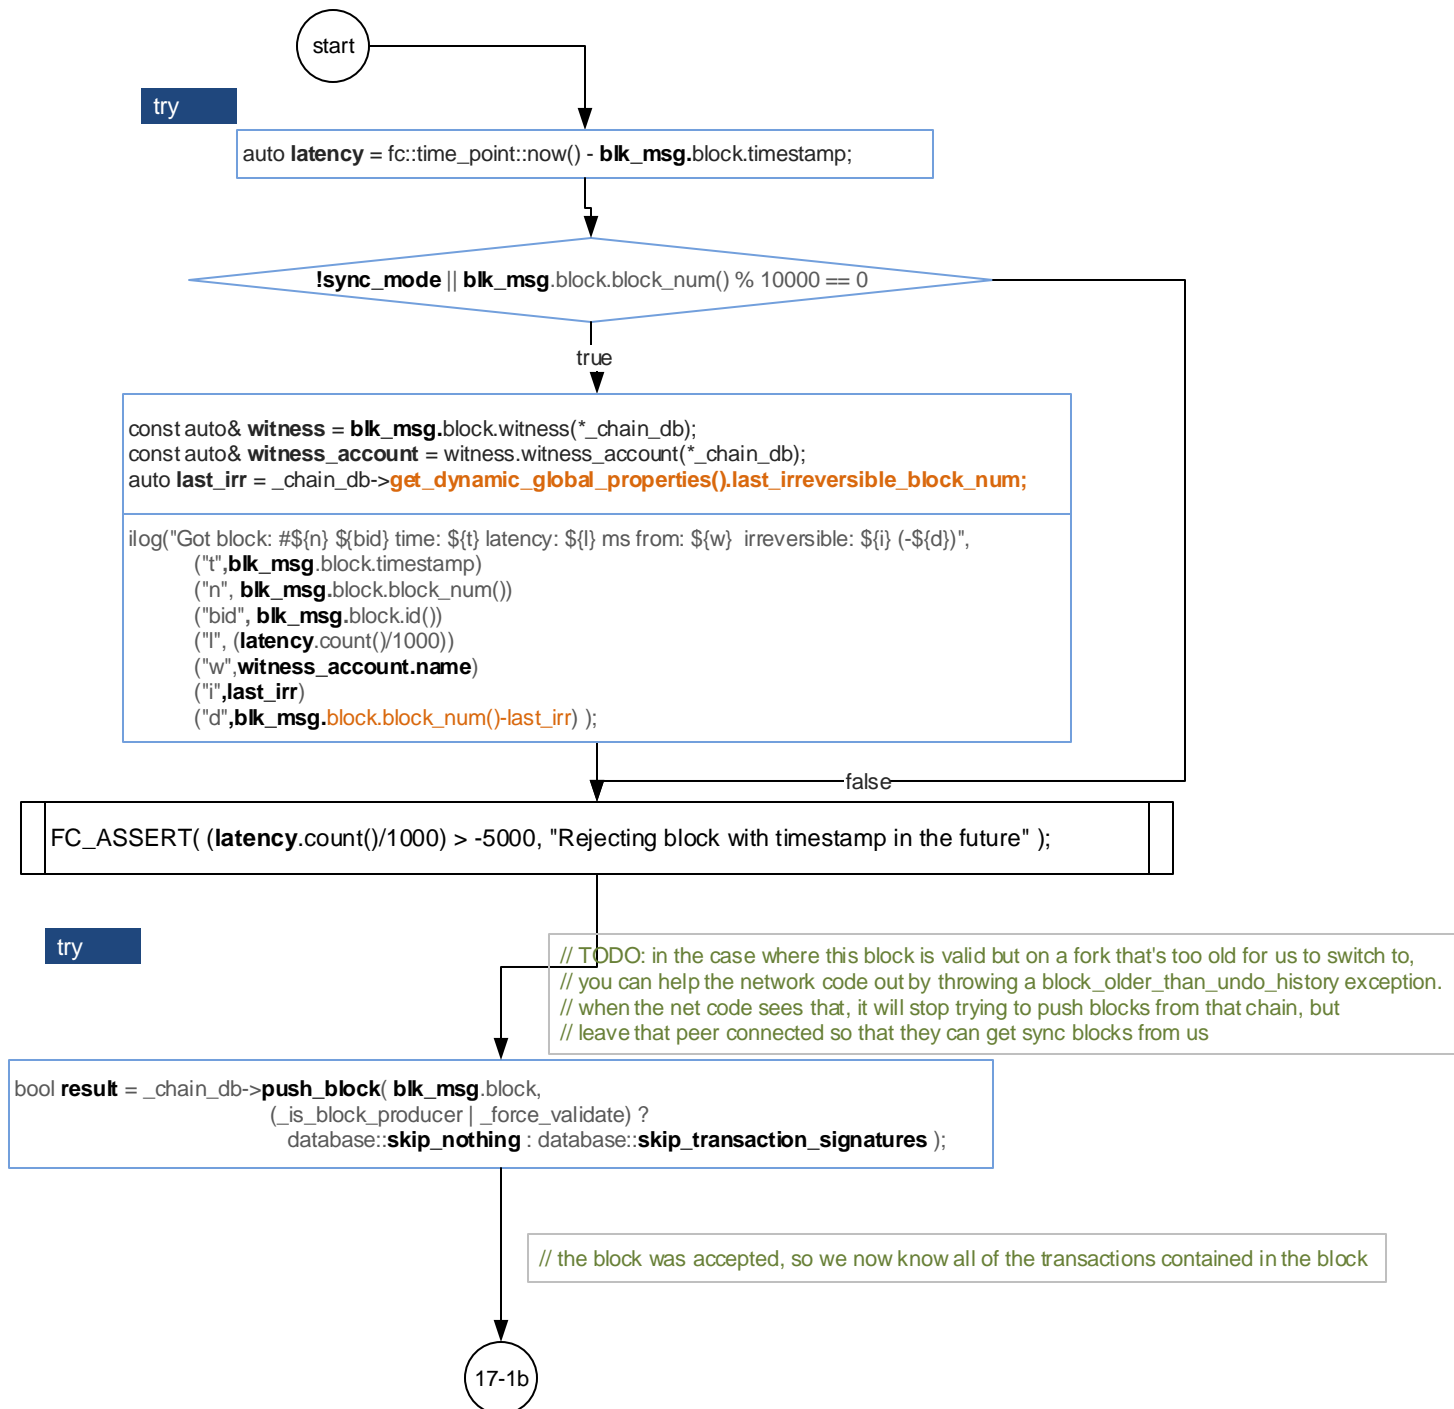 start
try
auto latency = fc::time_point::now() - blk_msg.block.timestamp;
!sync_mode || blk_msg.block.block_num() % 10000 == 0
true
const auto& witness = blk_msg.block.witness(*_chain_db);
const auto& witness_account = witness.witness_account(*_chain_db);
auto last_irr = _chain_db->get_dynamic_global_properties().last_irreversible_block_num;
ilog("Got block: #${n} ${bid} time: ${t} latency: ${l} ms from: ${w}  irreversible: ${i} (-${d})",
("t",blk_msg.block.timestamp)
("n", blk_msg.block.block_num())
("bid", blk_msg.block.id())
("l", (latency.count()/1000))
("w",witness_account.name)
("i",last_irr)
("d",blk_msg.block.block_num()-last_irr) );
false
FC_ASSERT( (latency.count()/1000) > -5000, "Rejecting block with timestamp in the future" );
try
// TODO: in the case where this block is valid but on a fork that's too old for us to switch to,
// you can help the network code out by throwing a block_older_than_undo_history exception.
// when the net code sees that, it will stop trying to push blocks from that chain, but
// leave that peer connected so that they can get sync blocks from us
bool result = _chain_db->push_block( blk_msg.block,
(_is_block_producer | _force_validate) ?
database::skip_nothing : database::skip_transaction_signatures );
// the block was accepted, so we now know all of the transactions contained in the block
17-1b